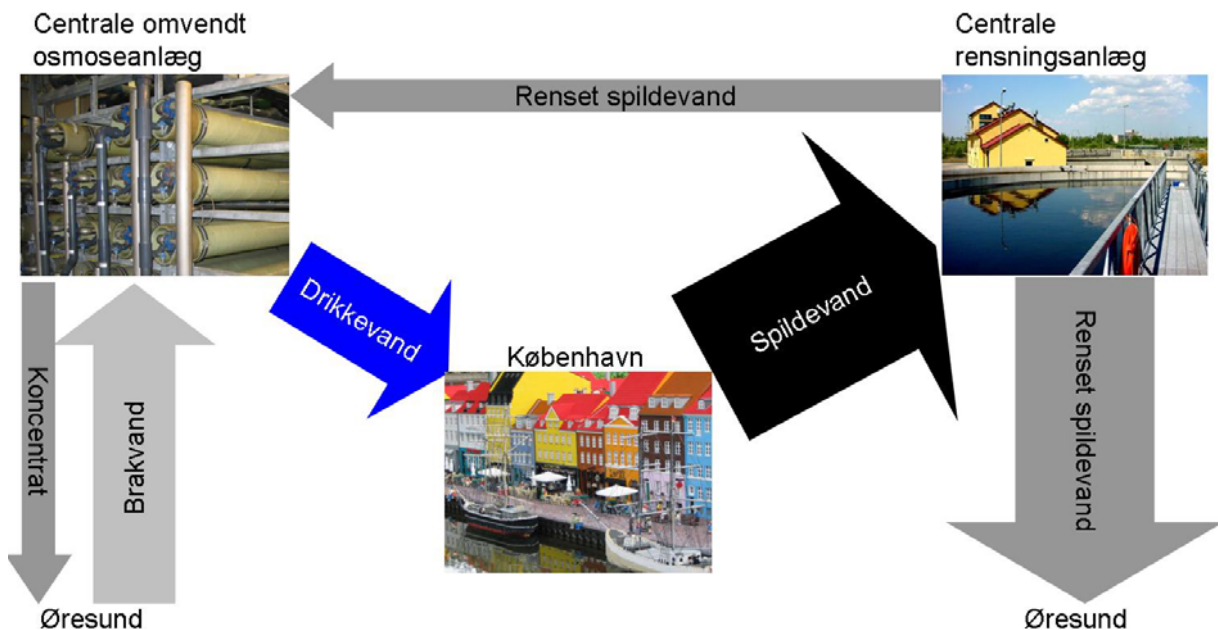 Centrale omvendt
osmoseanlæg
Centrale
rensningsanlæg
Renset spildevand
Drikkevand
Spildevand
København
Koncentrat
Brakvand
Renset spildevand
Øresund
Øresund